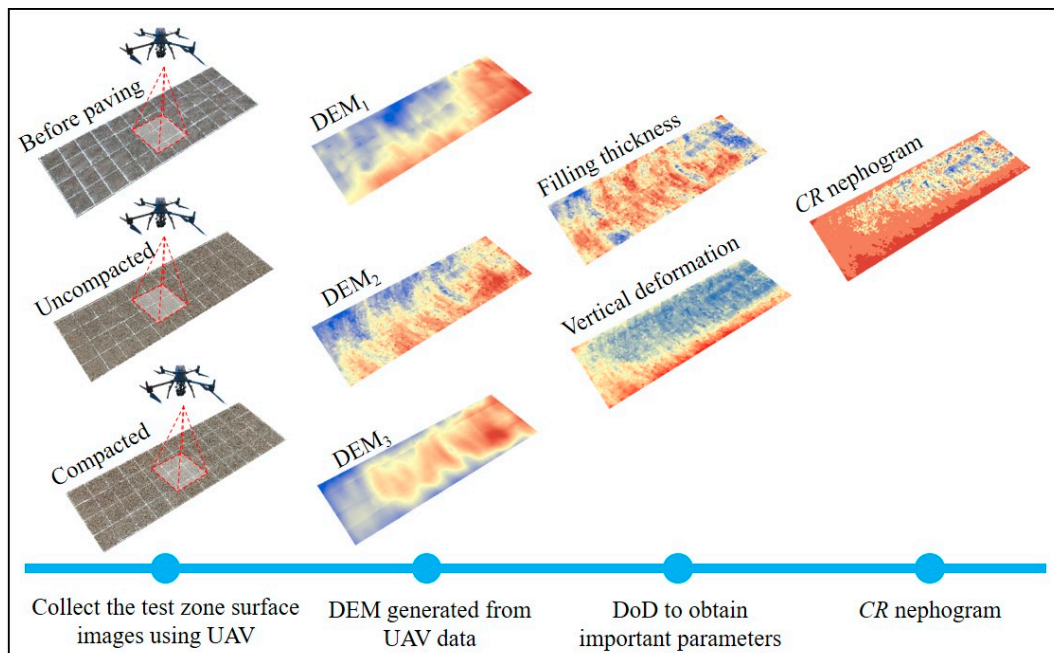 Before paving
Uncompacted
Compacted
DEM₁
DEM₂
DEM₃
Filling thickness
Vertical deformation
CR nephogram
Collect the test zone surface
images using UAV
DEM generated from
UAV data
DoD to obtain
important parameters
CR nephogram